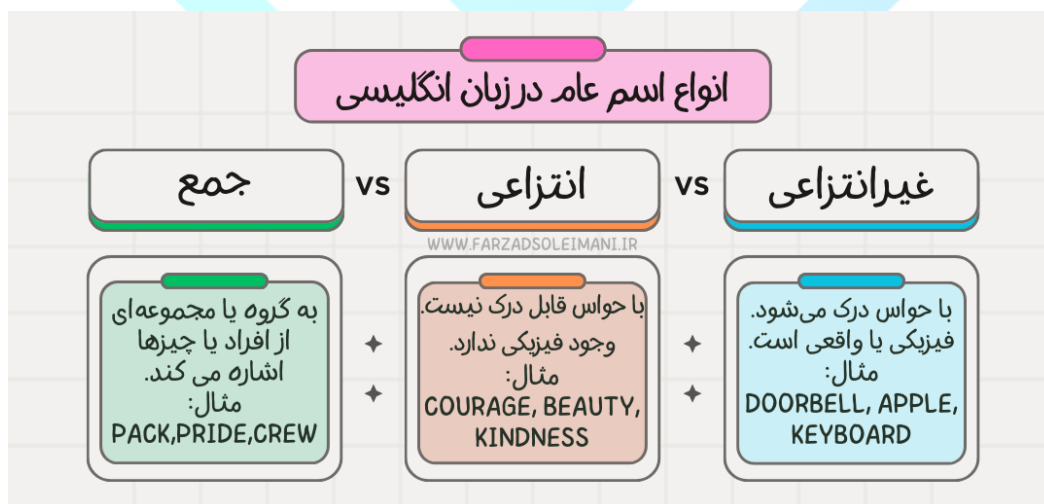 انواع اسم عام در زبان انگلیسی
غیرانتزاعی vs انتزاعی vs جمع
WWW.FARZADSOLEIMANI.IR
با حواس درک می‌شود.
فیزیکی یا واقعی است.
مثال:
DOORBELL, APPLE,
KEYBOARD
با حواس قابل درک نیست.
وجود فیزیکی ندارد.
مثال:
COURAGE, BEAUTY,
KINDNESS
به گروه یا مجموعه‌ای
از افراد یا چیزها
اشاره می کند.
مثال:
PACK,PRIDE,CREW